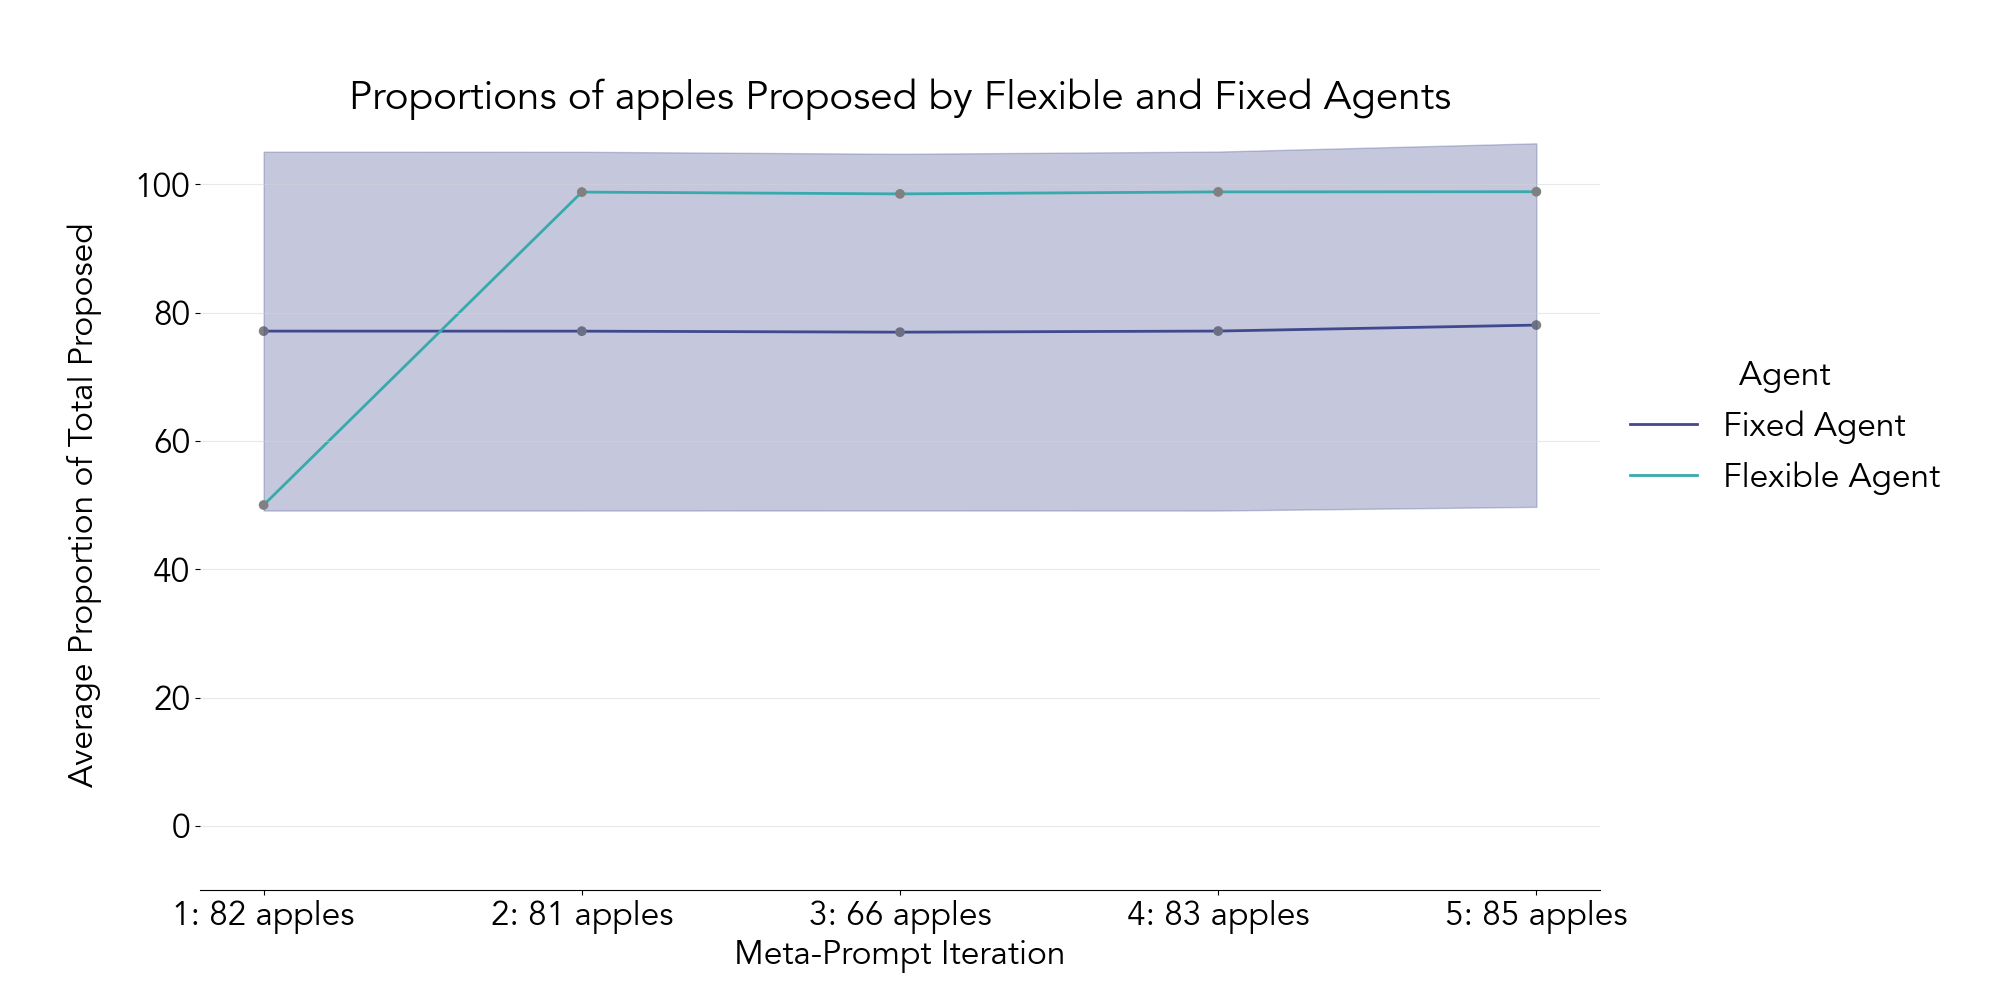 Proportions of apples Proposed by Flexible and Fixed Agents
Average Proportion of Total Proposed
100
80
60
40
20
0
1: 82 apples
2: 81 apples
3: 66 apples
4: 83 apples
5: 85 apples
Meta-Prompt Iteration
Agent
Fixed Agent
Flexible Agent